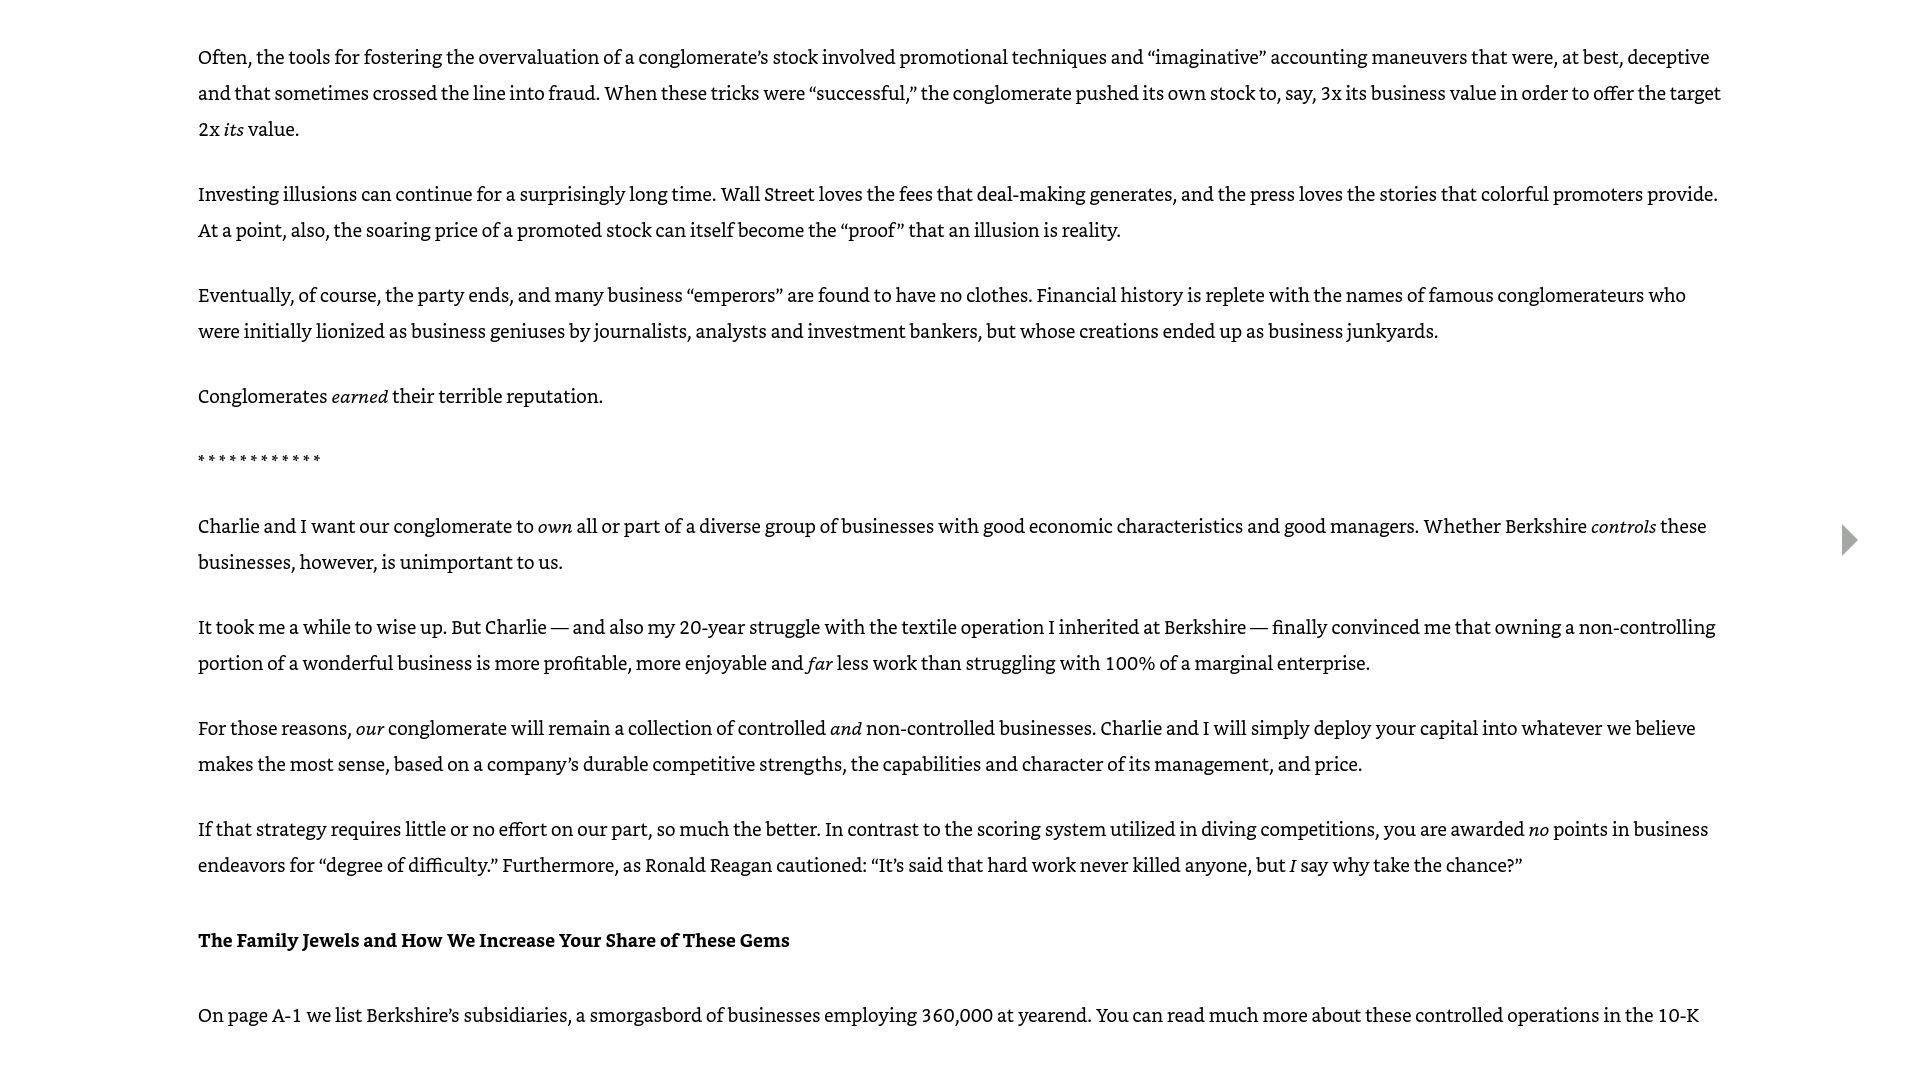 Often, the tools for fostering the overvaluation of a conglomerate’s stock involved promotional techniques and “imaginative” accounting maneuvers that were, at best, deceptive
and that sometimes crossed the line into fraud. When these tricks were “successful,” the conglomerate pushed its own stock to, say, 3x its business value in order to offer the target
2x its value.
Investing illusions can continue for a surprisingly long time. Wall Street loves the fees that deal-making generates, and the press loves the stories that colorful promoters provide.
At a point, also, the soaring price of a promoted stock can itself become the “proof” that an illusion is reality.
Eventually, of course, the party ends, and many business “emperors” are found to have no clothes. Financial history is replete with the names of famous conglomerateurs who
were initially lionized as business geniuses by journalists, analysts and investment bankers, but whose creations ended up as business junkyards.
Conglomerates earned their terrible reputation.
* * * * * * * * * * * *
Charlie and I want our conglomerate to own all or part of a diverse group of businesses with good economic characteristics and good managers. Whether Berkshire controls these
businesses, however, is unimportant to us.
It took me a while to wise up. But Charlie — and also my 20-year struggle with the textile operation I inherited at Berkshire — finally convinced me that owning a non-controlling
portion of a wonderful business is more profitable, more enjoyable and far less work than struggling with 100% of a marginal enterprise.
For those reasons, our conglomerate will remain a collection of controlled and non-controlled businesses. Charlie and I will simply deploy your capital into whatever we believe
makes the most sense, based on a company’s durable competitive strengths, the capabilities and character of its management, and price.
If that strategy requires little or no effort on our part, so much the better. In contrast to the scoring system utilized in diving competitions, you are awarded no points in business
endeavors for “degree of difficulty.” Furthermore, as Ronald Reagan cautioned: “It’s said that hard work never killed anyone, but I say why take the chance?”
The Family Jewels and How We Increase Your Share of These Gems
On page A-1 we list Berkshire’s subsidiaries, a smorgasbord of businesses employing 360,000 at yearend. You can read much more about these controlled operations in the 10-K